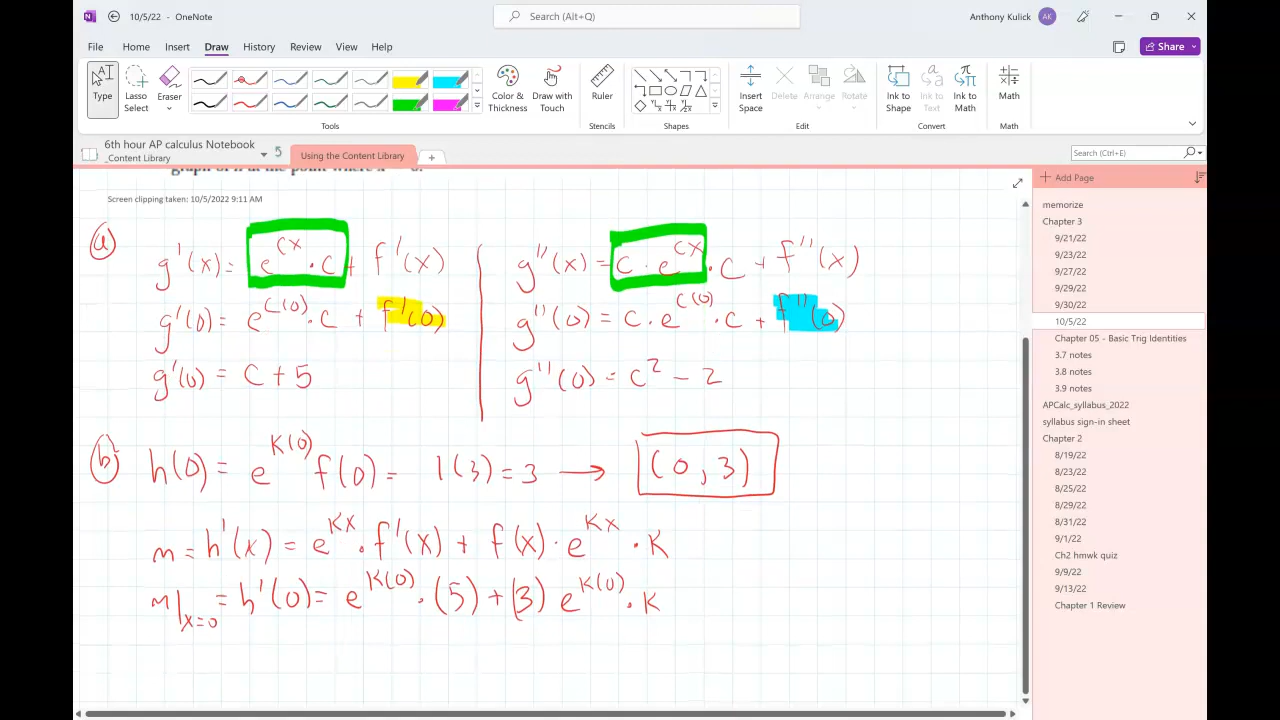 10/5/22 - OneNote
Search (Alt+Q)
Anthony Kulick
AK
File Home Insert Draw History Review View Help
Share
Type
Lasso Select
Eraser
Color & Thickness
Draw with Touch
Ruler
Shapes
Insert Space
Delete
Arrange
Rotate
Ink to Shape
Ink to Text
Ink to Math
Math
Tools
Stencils
Shapes
Edit
Convert
Math
6th hour AP calculus Notebook
_Content Library
Using the Content Library
Search (Ctrl+E)
Add Page
Screen clipping taken: 10/5/2022 9:11 AM
(a)
g'(x) = e^{cx} · c + f'(x)
g'(0) = e^{c(0)} · c + f'(0)
g'(0) = c + 5
g''(x) = c · e^{cx} · c + f''(x)
g''(0) = c · e^{c(0)} · c + f''(0)
g''(0) = c² - 2
(b) h(0) = e^{K(0)} f(0) = 1(3) = 3 → (0, 3)
m = h'(x) = e^{Kx} · f'(x) + f(x) · e^{Kx} · K
m|_{x=0} = h'(0) = e^{K(0)} · (5) + (3) e^{K(0)} · K
memorize
Chapter 3
9/21/22
9/23/22
9/27/22
9/29/22
9/30/22
10/5/22
Chapter 05 - Basic Trig Identities
3.7 notes
3.8 notes
3.9 notes
APCalc_syllabus_2022
syllabus sign-in sheet
Chapter 2
8/19/22
8/23/22
8/25/22
8/29/22
8/31/22
9/1/22
Ch2 hmwk quiz
9/9/22
9/13/22
Chapter 1 Review